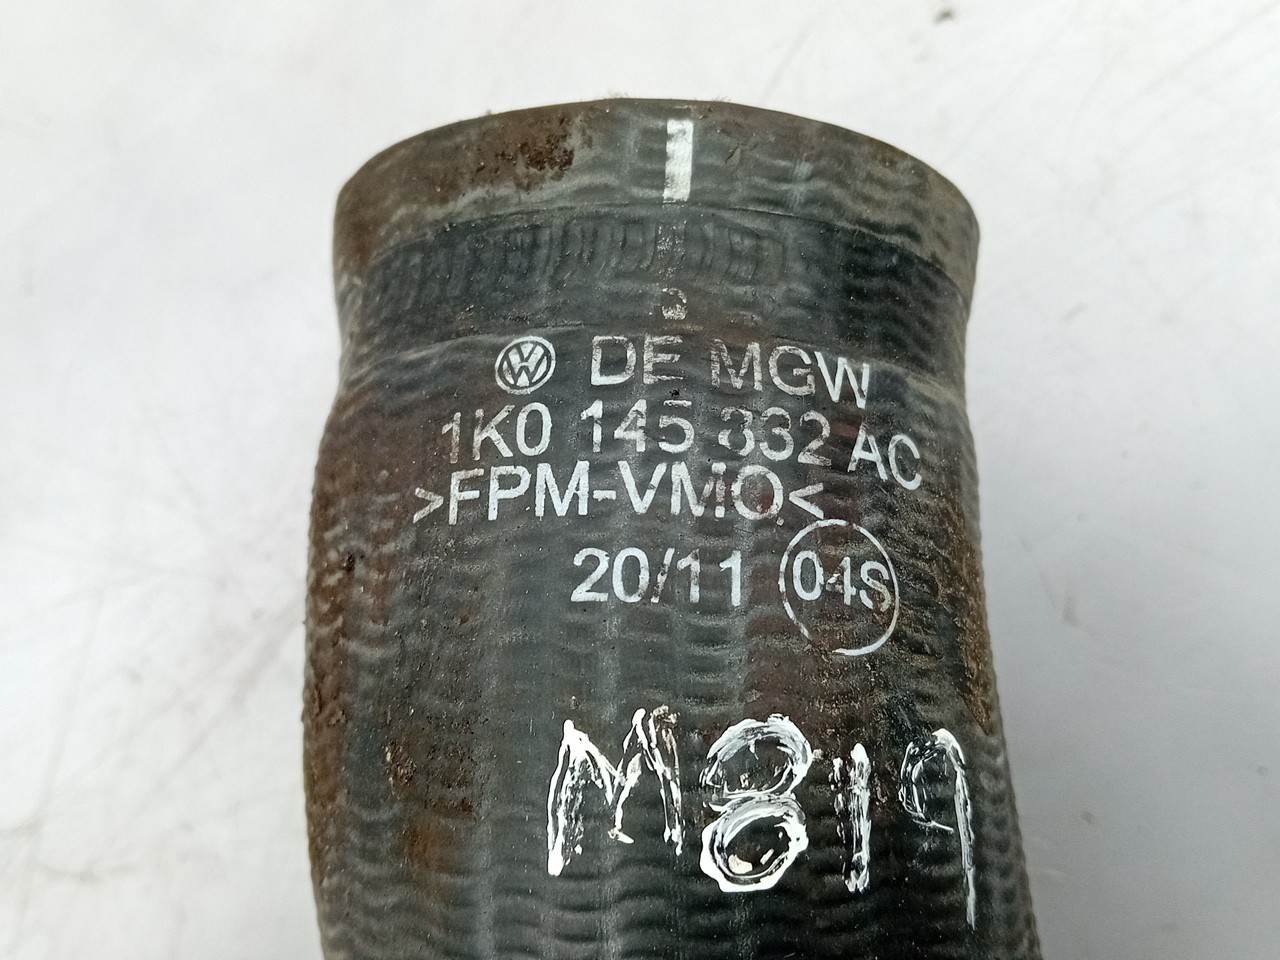 DE MGW
1K0 145 832 AC
>FPM-VMQ<
20/11 04S
M819